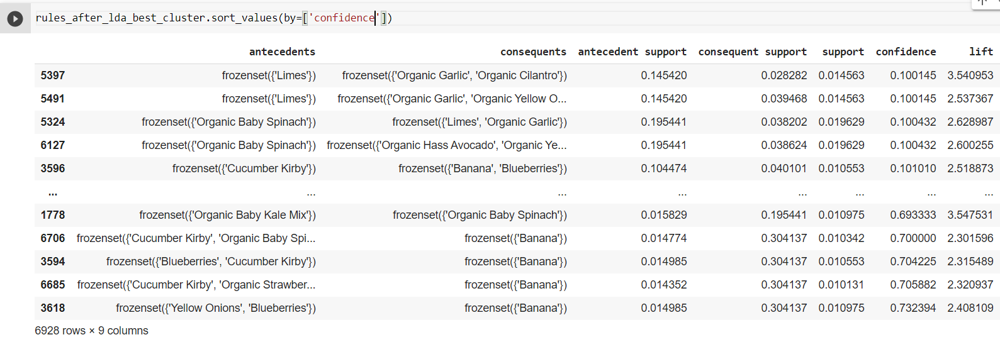 rules_after_lda_best_cluster.sort_values(by=['confidence'])
antecedents consequents antecedent support consequent support support confidence lift
5397 frozenset({'Limes'}) frozenset({'Organic Garlic', 'Organic Cilantro'}) 0.145420 0.028282 0.014563 0.100145 3.540953
5491 frozenset({'Limes'}) frozenset({'Organic Garlic', 'Organic Yellow O... 0.145420 0.039468 0.014563 0.100145 2.537367
5324 frozenset({'Organic Baby Spinach'}) frozenset({'Limes', 'Organic Garlic'}) 0.195441 0.038202 0.019629 0.100432 2.628987
6127 frozenset({'Organic Baby Spinach'}) frozenset({'Organic Hass Avocado', 'Organic Ye... 0.195441 0.038624 0.019629 0.100432 2.600255
3596 frozenset({'Cucumber Kirby'}) frozenset({'Banana', 'Blueberries'}) 0.104474 0.040101 0.010553 0.101010 2.518873
... ... ... ... ... ... ... ...
1778 frozenset({'Organic Baby Kale Mix'}) frozenset({'Organic Baby Spinach'}) 0.015829 0.195441 0.010975 0.693333 3.547531
6706 frozenset({'Cucumber Kirby', 'Organic Baby Spi... frozenset({'Banana'}) 0.014774 0.304137 0.010342 0.700000 2.301596
3594 frozenset({'Blueberries', 'Cucumber Kirby'}) frozenset({'Banana'}) 0.014985 0.304137 0.010553 0.704225 2.315489
6685 frozenset({'Cucumber Kirby', 'Organic Strawber... frozenset({'Banana'}) 0.014352 0.304137 0.010131 0.705882 2.320937
3618 frozenset({'Yellow Onions', 'Blueberries'}) frozenset({'Banana'}) 0.014985 0.304137 0.010975 0.732394 2.408109
6928 rows × 9 columns